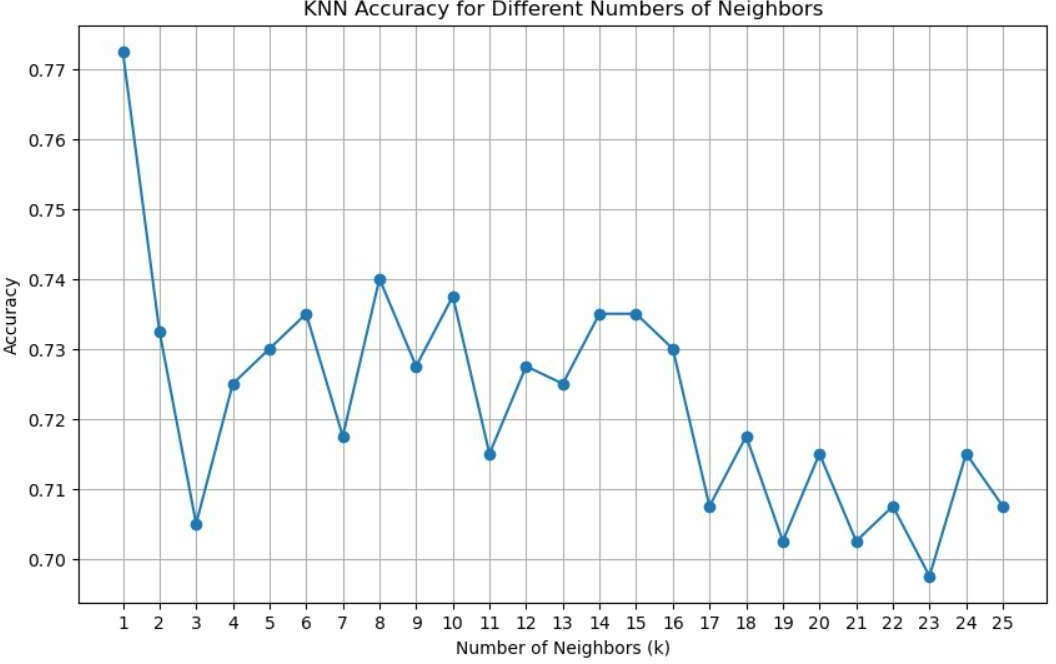 KNN Accuracy for Different Numbers of Neighbors
0.77
0.76
0.75
0.74
0.73
0.72
0.71
0.70
Accuracy
1 2 3 4 5 6 7 8 9 10 11 12 13 14 15 16 17 18 19 20 21 22 23 24 25
Number of Neighbors (k)